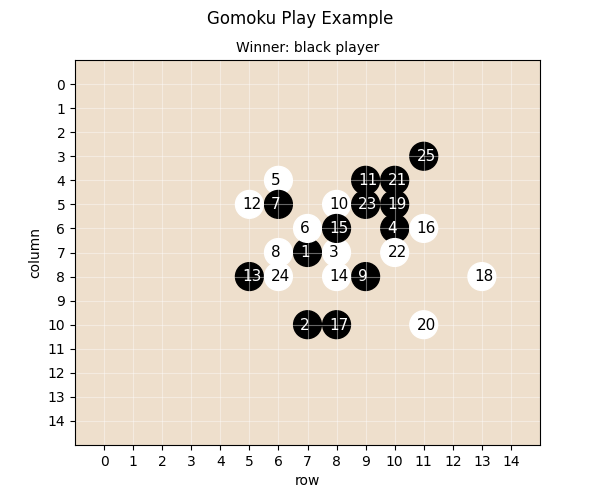 Gomoku Play Example
Winner: black player
0
1
2
3 25
4 5 11 21
5 12 7 10 23 19
6 6 15 4 16
7 8 1 3 22
8 13 24 14 9 18
9
10 2 17 20
11
12
13
14
column
0 1 2 3 4 5 6 7 8 9 10 11 12 13 14
row